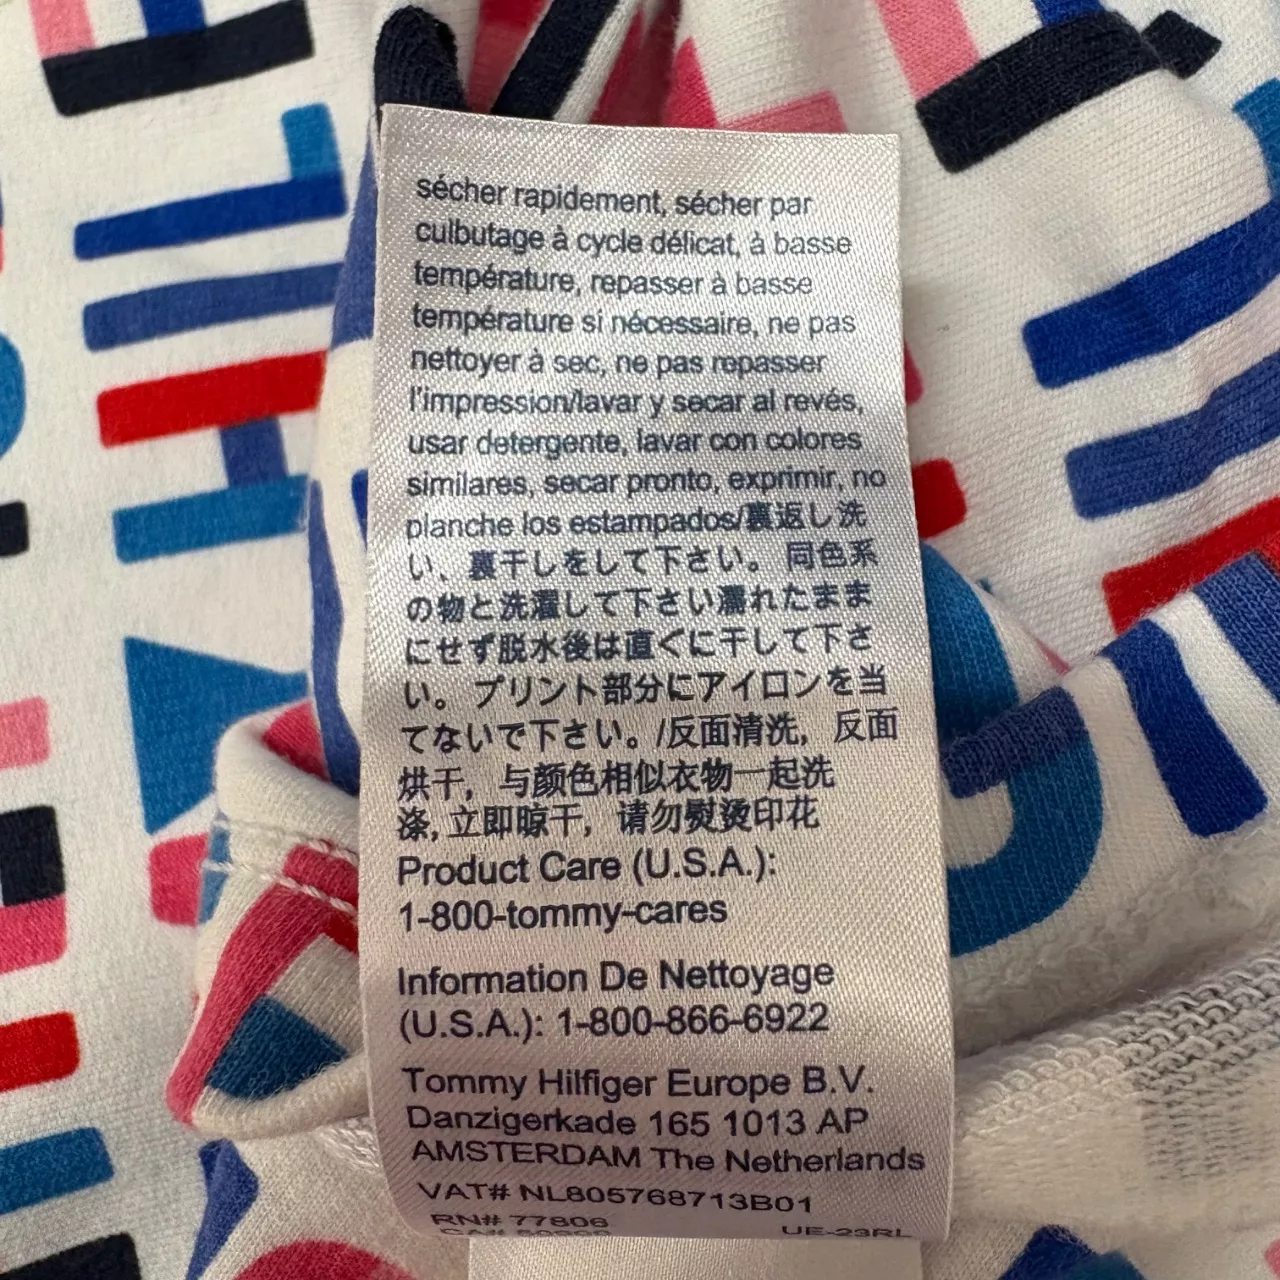 sécher rapidement, sécher par
culbutage à cycle délicat, à basse
température, repasser à basse
température si nécessaire, ne pas
nettoyer à sec, ne pas repasser
l'impression/lavar y secar al revés,
usar detergente, lavar con colores
similares, secar pronto, exprimir, no
planche los estampados/裏返し洗
い、裏干しをして下さい。 同色系
の物と洗濯して下さい濡れたまま
にせず脱水後は直ぐに干して下さ
い。 プリント部分にアイロンを当
てないで下さい。/反面清洗, 反面
烘干, 与颜色相似衣物一起洗
涤, 立即晾干, 请勿熨烫印花
Product Care (U.S.A.):
1-800-tommy-cares
Information De Nettoyage
(U.S.A.): 1-800-866-6922
Tommy Hilfiger Europe B.V.
Danzigerkade 165 1013 AP
AMSTERDAM The Netherlands
VAT# NL805768713B01
RN# 77806 UE-23RL
CA#